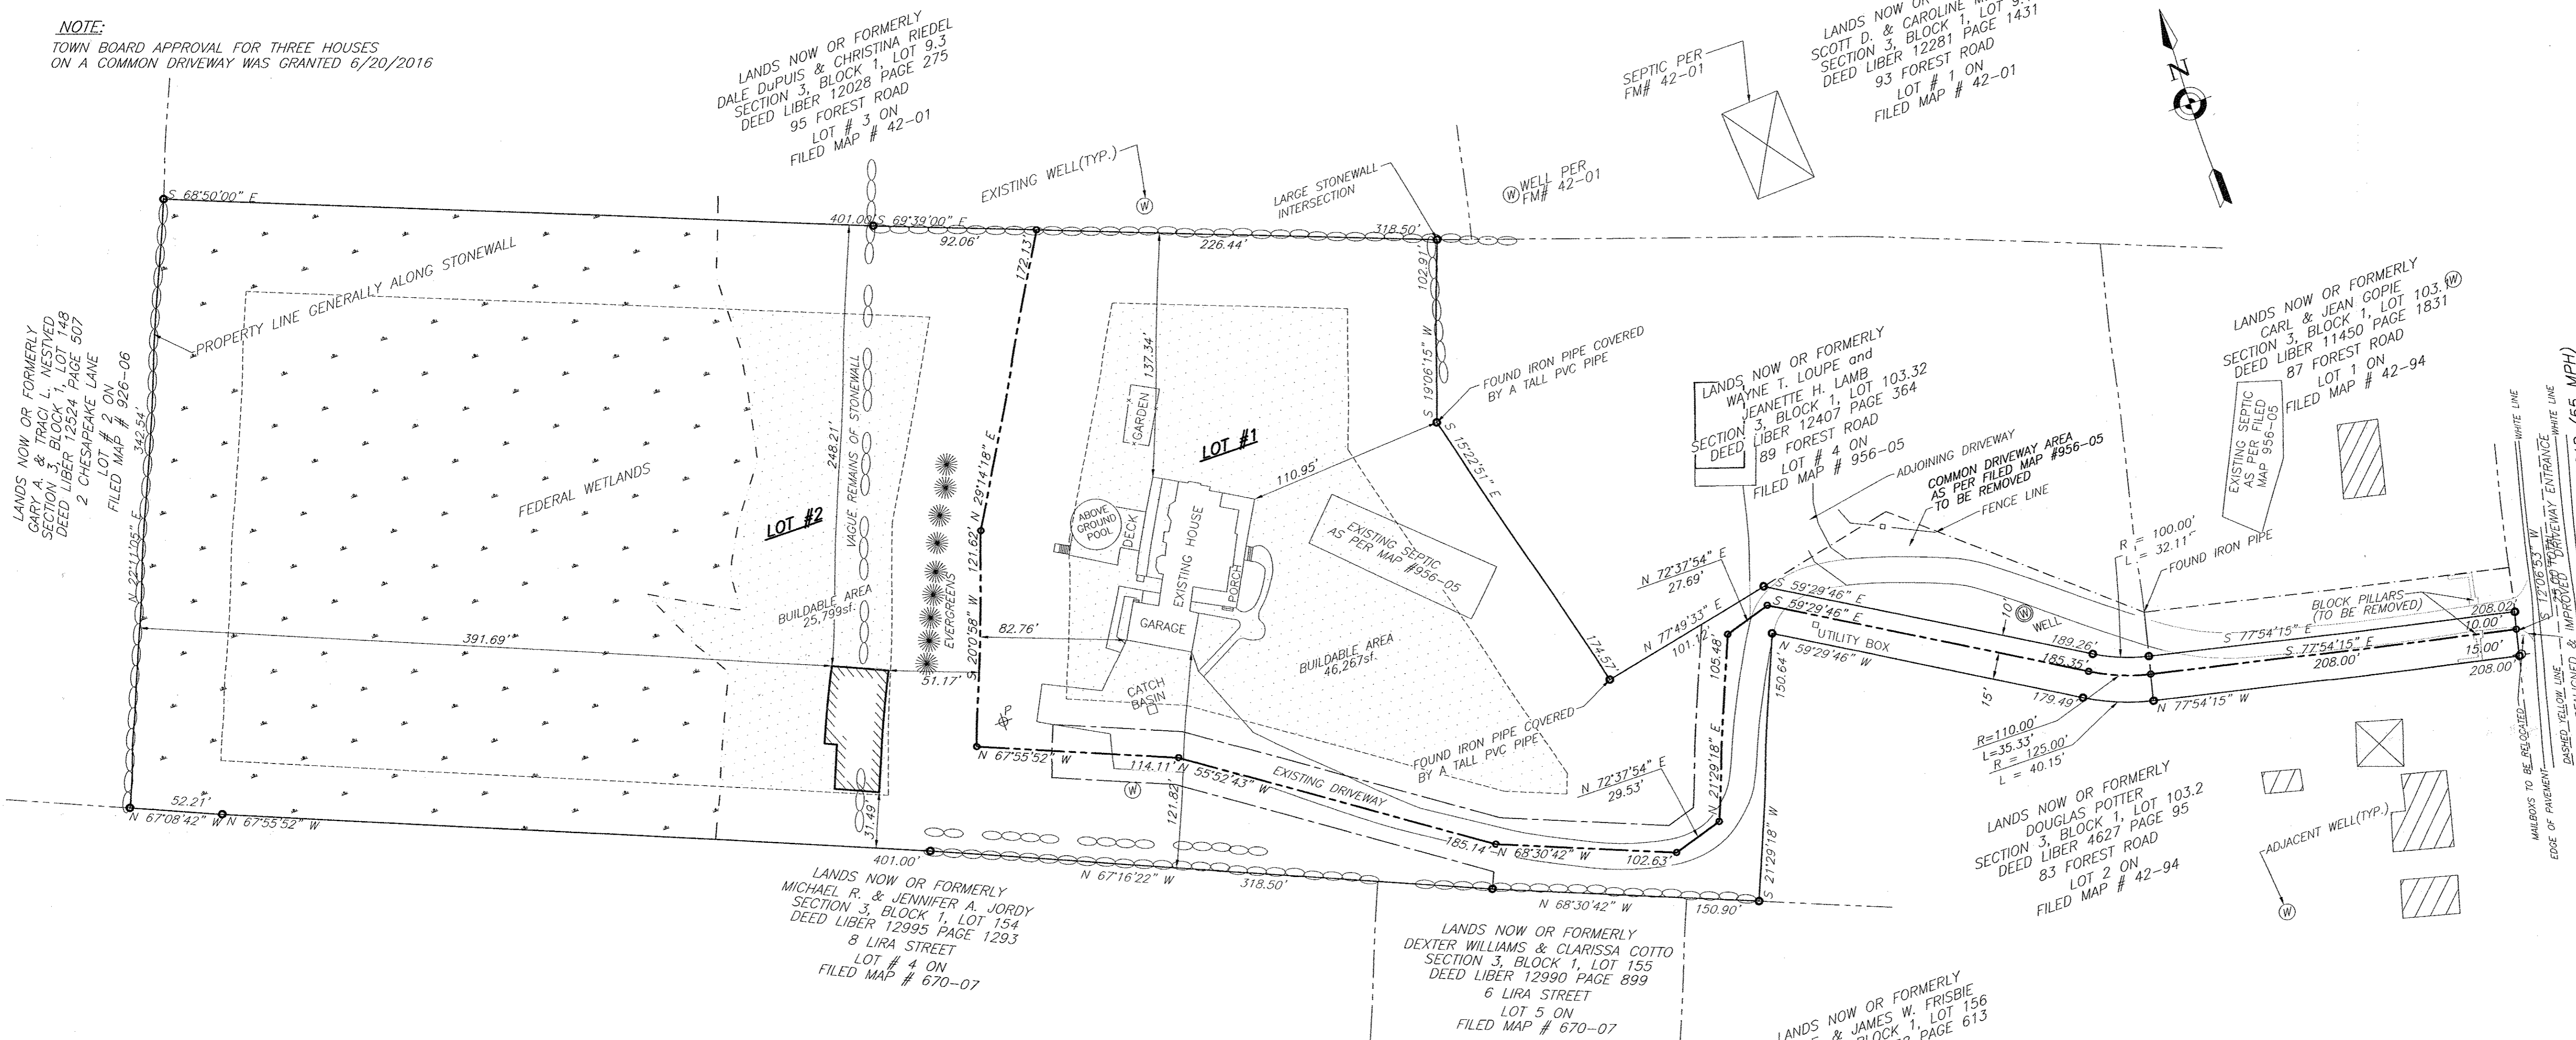 NOTE:
TOWN BOARD APPROVAL FOR THREE HOUSES
ON A COMMON DRIVEWAY WAS GRANTED 6/20/2016
LANDS NOW OR FORMERLY
DALE DuPUIS & CHRISTINA RIEDEL
SECTION 3, BLOCK 1, LOT 9.3
DEED LIBER 12028 PAGE 275
95 FOREST ROAD
LOT # 3 ON
FILED MAP # 42-01
SEPTIC PER
FM# 42-01
LANDS NOW OR
SCOTT D. & CAROLINE
SECTION 3, BLOCK 1, LOT
DEED LIBER 12281 PAGE 1431
93 FOREST ROAD
LOT # 1 ON
FILED MAP # 42-01
N
EXISTING WELL(TYP.)
W
LARGE STONEWALL
INTERSECTION
W WELL PER
FM# 42-01
S 68°50'00" E
401.00'
S 69°39'00" E
92.06'
172.13'
226.44'
318.50'
102.91'
S 19°06'15" W
PROPERTY LINE GENERALLY ALONG STONEWALL
LANDS NOW OR FORMERLY
GARY A. & TRACI L. NESTVED
SECTION 3, BLOCK 1, LOT 148
DEED LIBER 12524 PAGE 507
2 CHESAPEAKE LANE
LOT # 2 ON
FILED MAP # 926-06
342.54'
N 22°11'05" E
FEDERAL WETLANDS
LOT #2
248.21'
VAGUE REMAINS OF STONEWALL
BUILDABLE AREA
25,799sf.
391.69'
EVERGREENS
51.17'
N 29°14'18" E
121.62'
S 20°0'58" W
82.76'
137.34'
GARDEN
LOT #1
110.95'
ABOVE
GROUND
POOL
DECK
EXISTING HOUSE
PORCH
GARAGE
CATCH
BASIN
EXISTING SEPTIC
AS PER MAP #956-05
BUILDABLE AREA
46,267sf.
FOUND IRON PIPE COVERED
BY A TALL PVC PIPE
S 15°22'51" E
174.57'
FOUND IRON PIPE COVERED
BY A TALL PVC PIPE
LANDS NOW OR FORMERLY
WAYNE T. LOUPE and
JEANETTE H. LAMB
SECTION 3, BLOCK 1, LOT 103.32
DEED LIBER 12407 PAGE 364
89 FOREST ROAD
LOT # 4 ON
FILED MAP # 956-05
ADJOINING DRIVEWAY
COMMON DRIVEWAY AREA
AS PER FILED MAP #956-05
TO BE REMOVED
FENCE LINE
LANDS NOW OR FORMERLY
CARL & JEAN GOPIE
SECTION 3, BLOCK 1, LOT 103.1
W
DEED LIBER 11450 PAGE 1831
87 FOREST ROAD
LOT 1 ON
FILED MAP # 42-94
EXISTING SEPTIC
AS PER FILED
MAP 956-05
R = 100.00'
L = 32.11'
FOUND IRON PIPE
N 72°37'54" E
27.69'
N 77°49'33" E
101.12'
S 59°29'46" E
S 59°29'46" E
N 59°29'46" W
UTILITY BOX
10'
W
WELL
189.26'
185.35'
179.49'
15'
S 77°54'15" E
S 77°54'15" E
208.00'
N 77°54'15" W
BLOCK PILLARS
(TO BE REMOVED)
208.02'
10.00'
15.00'
208.00'
S 12°06'53" W
WHITE LINE
WHITE LINE
MAILBOXS TO BE RELOCATED
EDGE OF PAVEMENT
DASHED YELLOW LINE
R=110.00'
L=35.33'
R = 125.00'
L = 40.15'
105.48'
150.64'
N 21°29'18" E
S 21°29'18" W
N 72°37'54" E
29.53'
P
N 67°55'52" W
114.11'
N 55°52'43" W
EXISTING DRIVEWAY
W
121.82'
31.49'
185.14'
N 68°30'42" W
102.63'
52.21'
N 67°08'42" W
N 67°55'52" W
401.00'
N 67°16'22" W
318.50'
N 68°30'42" W
150.90'
LANDS NOW OR FORMERLY
MICHAEL R. & JENNIFER A. JORDY
SECTION 3, BLOCK 1, LOT 154
DEED LIBER 12995 PAGE 1293
8 LIRA STREET
LOT # 4 ON
FILED MAP # 670-07
LANDS NOW OR FORMERLY
DEXTER WILLIAMS & CLARISSA COTTO
SECTION 3, BLOCK 1, LOT 155
DEED LIBER 12990 PAGE 899
6 LIRA STREET
LOT 5 ON
FILED MAP # 670-07
LANDS NOW OR FORMERLY
DOUGLAS POTTER
SECTION 3, BLOCK 1, LOT 103.2
DEED LIBER 4627 PAGE 95
83 FOREST ROAD
LOT 2 ON
FILED MAP # 42-94
ADJACENT WELL(TYP.)
W
LANDS NOW OR FORMERLY
& JAMES W. FRISBIE
BLOCK 1, LOT 156
PAGE 613